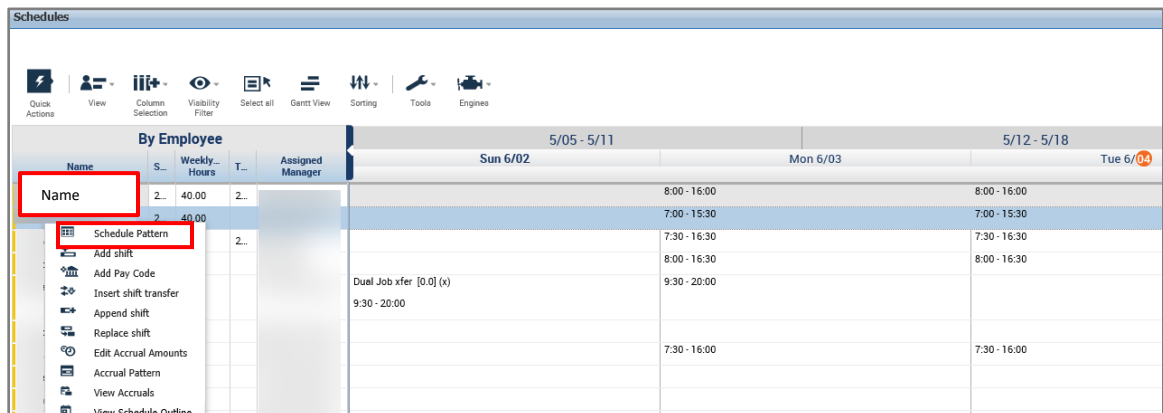 Schedules
Quick Actions
View
Column Selection
Visibility Filter
Select all
Gantt View
Sorting
Tools
Engines
By Employee
5/05 - 5/11
5/12 - 5/18
Name
S...
Weekly... Hours
T...
Assigned Manager
Sun 6/02
Mon 6/03
Tue 6/04
Name
2...
40.00
2...
8:00 - 16:00
8:00 - 16:00
2...
40.00
7:00 - 15:30
7:00 - 15:30
Schedule Pattern
2...
7:30 - 16:30
7:30 - 16:30
Add shift
8:00 - 16:30
8:00 - 16:30
Add Pay Code
Dual Job xfer [0.0] (x)
9:30 - 20:00
Insert shift transfer
9:30 - 20:00
Append shift
Replace shift
Edit Accrual Amounts
7:30 - 16:00
7:30 - 16:00
Accrual Pattern
View Accruals
View Schedule Outline